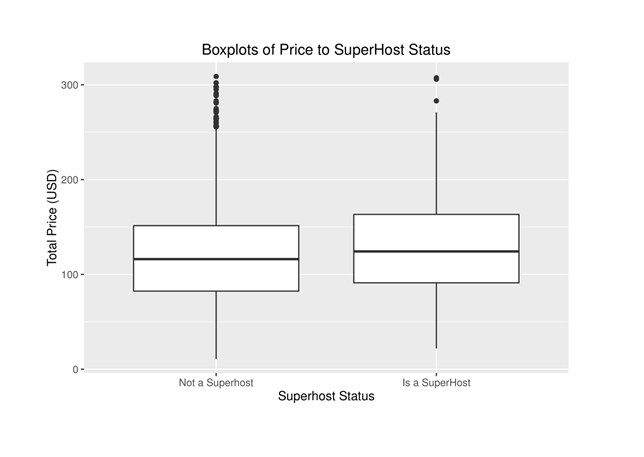 Boxplots of Price to SuperHost Status
300
200
100
0
Total Price (USD)
Not a Superhost
Is a SuperHost
Superhost Status